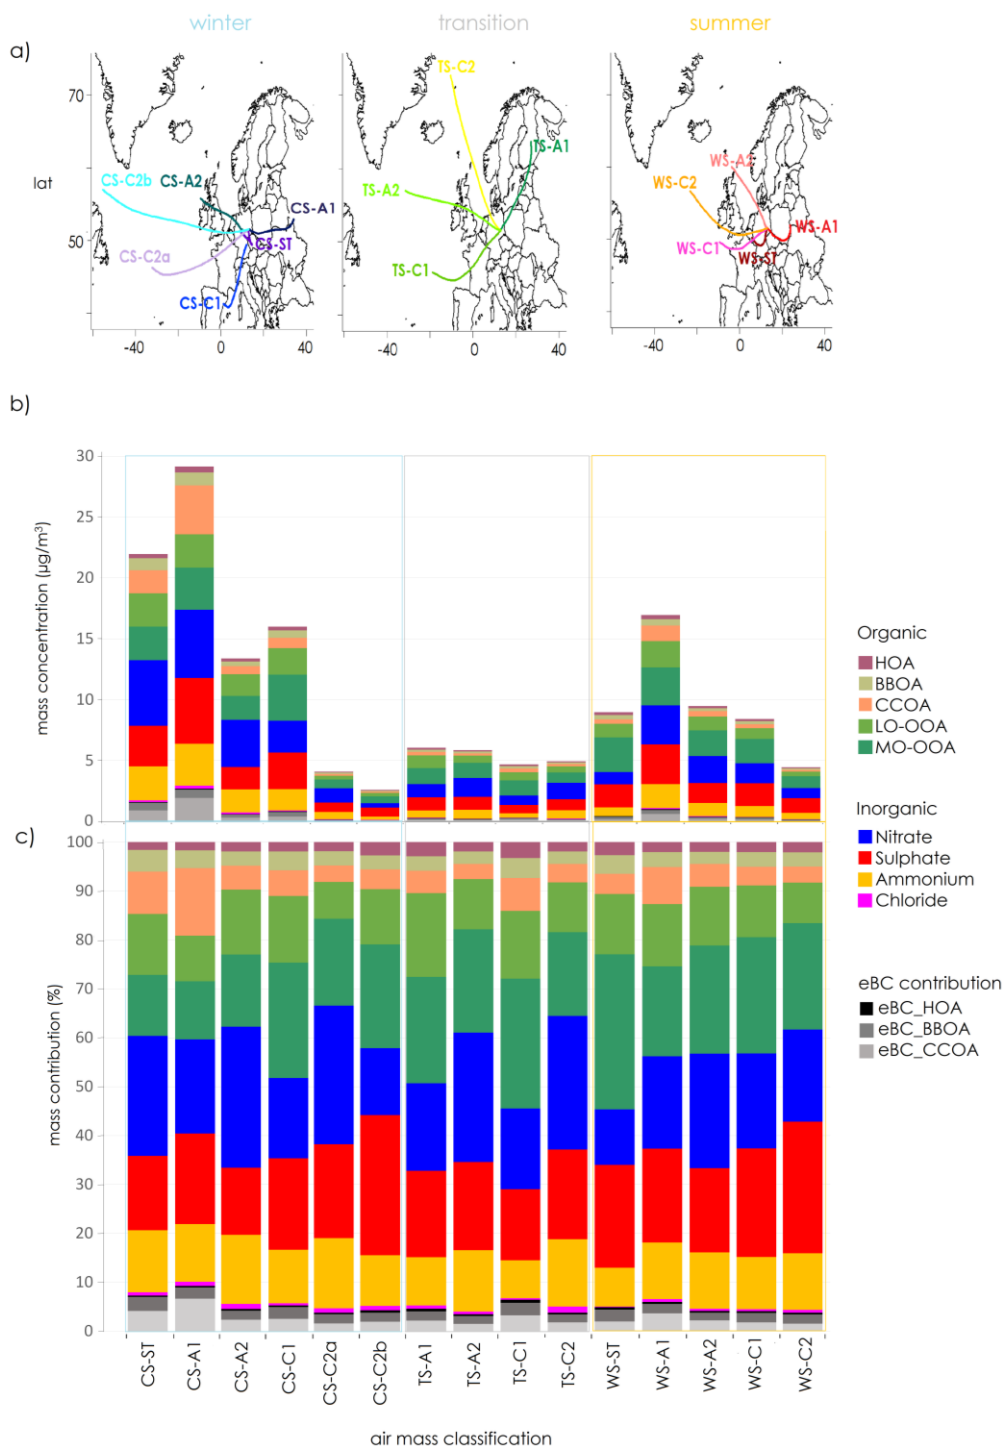 winter transition summer
a)
70
lat
50
CS-C2b CS-A2 CS-A1 CS-ST CS-C2a CS-C1
TS-C2 TS-A1 TS-A2 TS-C1
WS-A2 WS-C2 WS-A1 WS-C1 WS-ST
-40 0 40 -40 0 40 -40 0 40
b)
30
25
20
15
10
5
0
mass concentration (µg/m³)
Organic
HOA
BBOA
CCOA
LO-OOA
MO-OOA
Inorganic
Nitrate
Sulphate
Ammonium
Chloride
eBC contribution
eBC_HOA
eBC_BBOA
eBC_CCOA
c)
100
90
80
70
60
50
40
30
20
10
0
mass contribution (%)
CS-ST CS-A1 CS-A2 CS-C1 CS-C2a CS-C2b TS-A1 TS-A2 TS-C1 TS-C2 WS-ST WS-A1 WS-A2 WS-C1 WS-C2
air mass classification